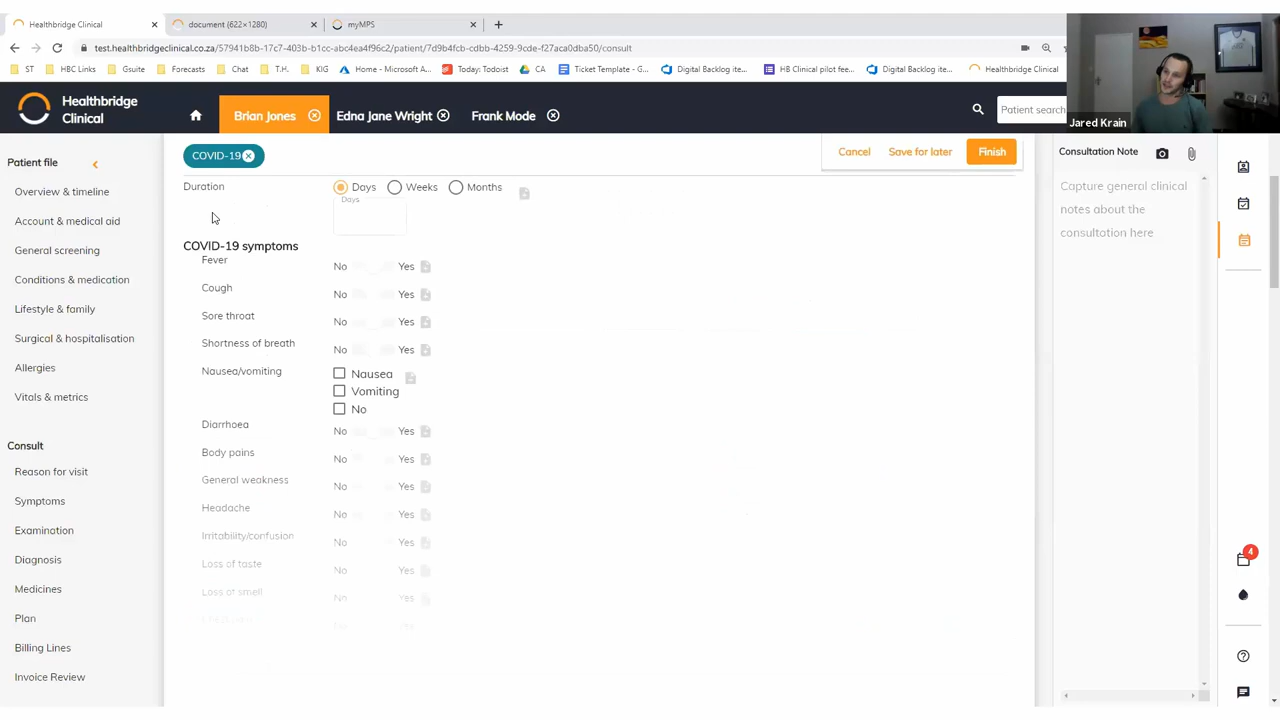 Healthbridge Clinical
document (622×1280)
myMPS
test.healthbridgeclinical.co.za/57941b8b-17c7-403b-b1cc-abc4ea4f96c2/patient/7d9b4fcb-cdbb-4259-9cde-f27aca0dba50/consult
ST
HBC Links
Gsuite
Forecasts
Chat
T.H.
KIG
Home - Microsoft A...
Today: Todoist
CA
Ticket Template - G...
Digital Backlog ite...
HB Clinical pilot fee...
Digital Backlog ite...
Healthbridge Clinical
Jared Krain
Healthbridge
Clinical
Brian Jones
Edna Jane Wright
Frank Mode
Patient search
Patient file
Overview & timeline
Account & medical aid
General screening
Conditions & medication
Lifestyle & family
Surgical & hospitalisation
Allergies
Vitals & metrics
Consult
Reason for visit
Symptoms
Examination
Diagnosis
Medicines
Plan
Billing Lines
Invoice Review
COVID-19
Cancel
Save for later
Finish
Duration
Days
Weeks
Months
Days
COVID-19 symptoms
Fever No Yes
Cough No Yes
Sore throat No Yes
Shortness of breath No Yes
Nausea/vomiting
Nausea
Vomiting
No
Diarrhoea No Yes
Body pains No Yes
General weakness No Yes
Headache No Yes
Irritability/confusion No Yes
Loss of taste No Yes
Loss of smell No Yes
Consultation Note
Capture general clinical
notes about the
consultation here
4